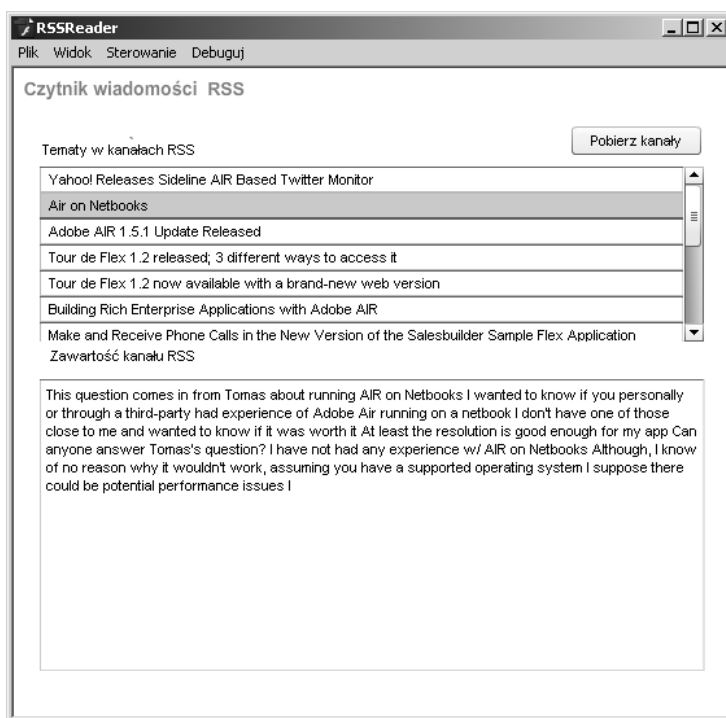 RSSReader
Plik Widok Sterowanie Debuguj
Czytnik wiadomości RSS
Pobierz kanały
Tematy w kanałach RSS
Yahoo! Releases Sideline AIR Based Twitter Monitor
Air on Netbooks
Adobe AIR 1.5.1 Update Released
Tour de Flex 1.2 released; 3 different ways to access it
Tour de Flex 1.2 now available with a brand-new web version
Building Rich Enterprise Applications with Adobe AIR
Make and Receive Phone Calls in the New Version of the Salesbuilder Sample Flex Application
Zawartość kanału RSS
This question comes in from Tomas about running AIR on Netbooks I wanted to know if you personally
or through a third-party had experience of Adobe Air running on a netbook I don't have one of those
close to me and wanted to know if it was worth it At least the resolution is good enough for my app Can
anyone answer Tomas's question? I have not had any experience w/ AIR on Netbooks Although, I know
of no reason why it wouldn't work, assuming you have a supported operating system I suppose there
could be potential performance issues I